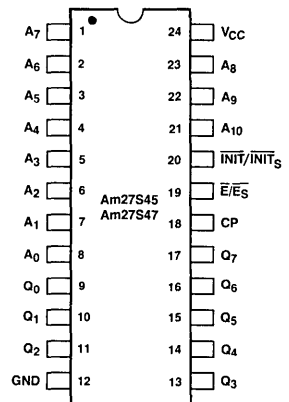 A7 1 24 VCC
A6 2 23 A8
A5 3 22 A9
A4 4 21 A10
A3 5 20 INIT/INITS
A2 6 19 E/ES
Am27S45
Am27S47
A1 7 18 CP
A0 8 17 Q7
Q0 9 16 Q6
Q1 10 15 Q5
Q2 11 14 Q4
GND 12 13 Q3